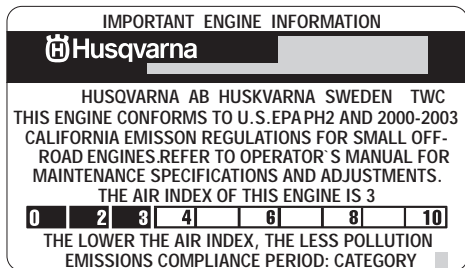 IMPORTANT ENGINE INFORMATION
Husqvarna
HUSQVARNA AB HUSKVARNA SWEDEN TWC
THIS ENGINE CONFORMS TO U.S.EPA PH2 AND 2000-2003
CALIFORNIA EMISSON REGULATIONS FOR SMALL OFF-
ROAD ENGINES.REFER TO OPERATOR`S MANUAL FOR
MAINTENANCE SPECIFICATIONS AND ADJUSTMENTS.
THE AIR INDEX OF THIS ENGINE IS 3
0 2 3 4 6 8 10
THE LOWER THE AIR INDEX, THE LESS POLLUTION
EMISSIONS COMPLIANCE PERIOD: CATEGORY